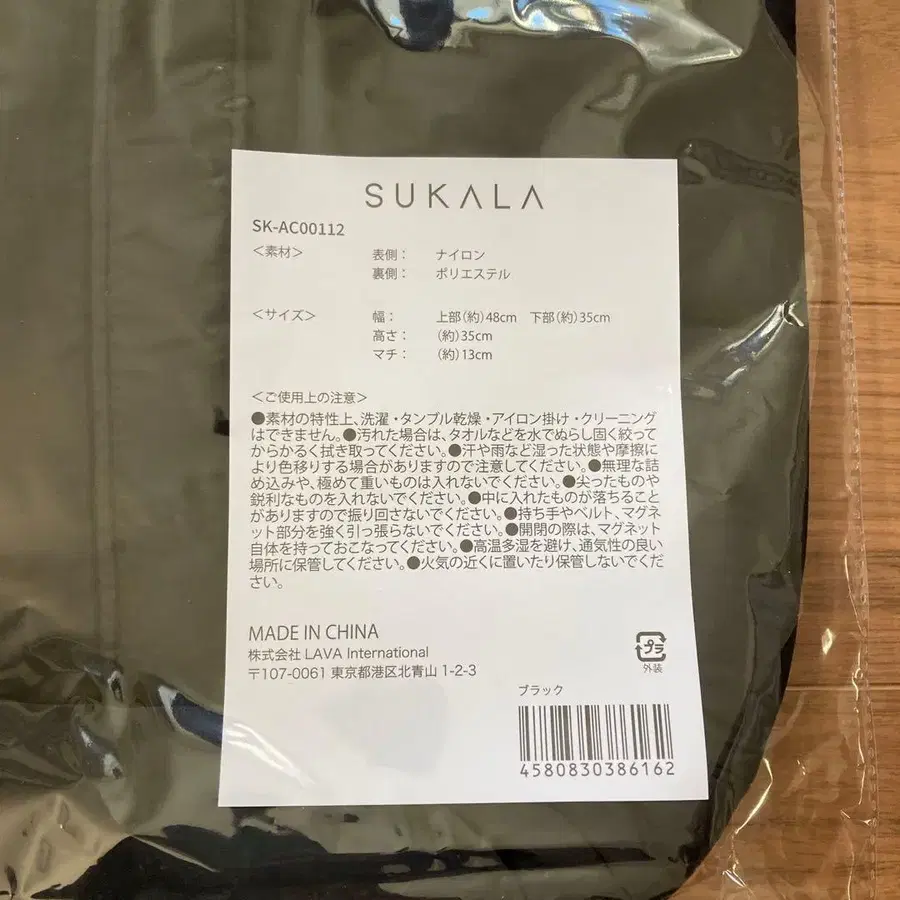 SUKALA
SK-AC00112
＜素材＞ 表側： ナイロン
裏側： ポリエステル
＜サイズ＞ 幅： 上部（約）48cm 下部（約）35cm
高さ： （約）35cm
マチ： （約）13cm
＜ご使用上の注意＞
●素材の特性上、洗濯・タンブル乾燥・アイロン掛け・クリーニング
はできません。●汚れた場合は、タオルなどを水でぬらし固く絞って
からかるく拭き取ってください。●汗や雨など湿った状態や摩擦に
より色移りする場合がありますので注意してください。●無理な詰
め込みや、極めて重いものは入れないでください。●尖ったものや
鋭利なものを入れないでください。●中に入れたものが落ちること
がありますので振り回さないでください。●持ち手やベルト、マグネ
ット部分を強く引っ張らないでください。●開閉の際は、マグネット
自体を持っておこなってください。●高温多湿を避け、通気性の良い
場所に保管してください。●火気の近くに置いたり保管しないでくだ
さい。
MADE IN CHINA
株式会社 LAVA International
〒107-0061 東京都港区北青山 1-2-3
プラ
外装
ブラック
4580830386162